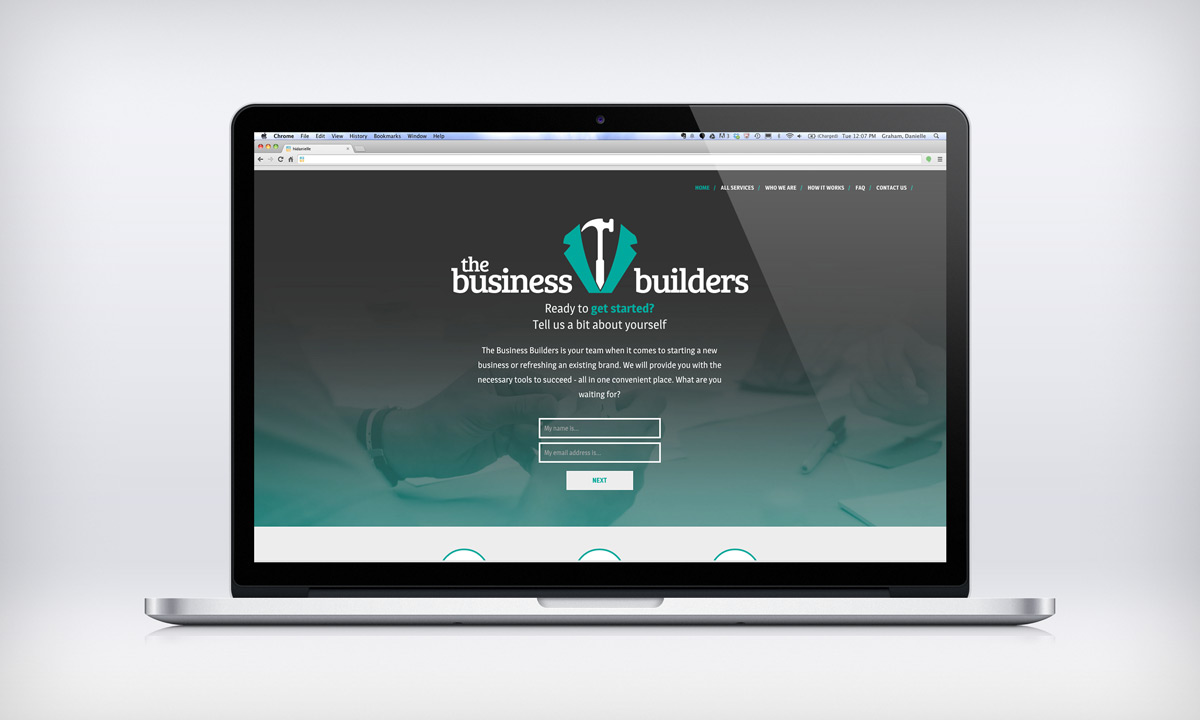 Chrome File Edit View History Bookmarks Window Help (Charged) Tue 12:07 PM Graham, Danielle
HOME / ALL SERVICES / WHO WE ARE / HOW IT WORKS / FAQ / CONTACT US /
the
business builders
Ready to get started?
Tell us a bit about yourself
The Business Builders is your team when it comes to starting a new
business or refreshing an existing brand. We will provide you with the
necessary tools to succeed - all in one convenient place. What are you
waiting for?
My name is...
My email address is...
NEXT